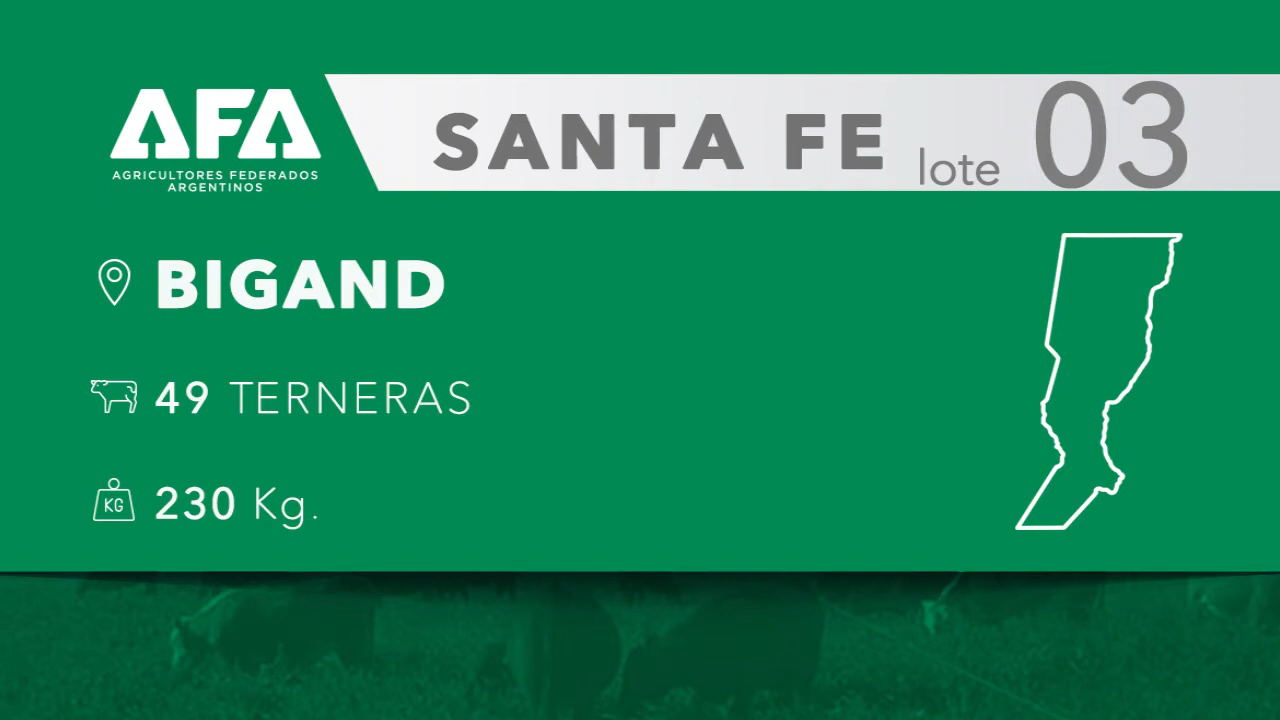 AFA
AGRICULTORES FEDERADOS
ARGENTINOS
SANTA FE lote 03
BIGAND
49 TERNERAS
KG 230 Kg.